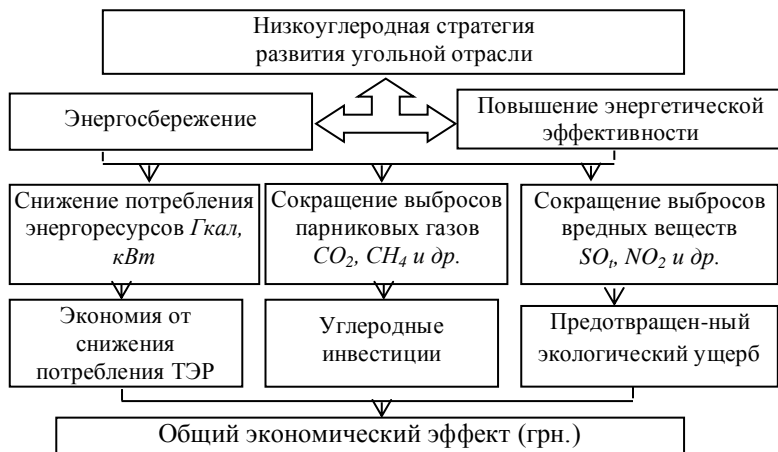 Низкоуглеродная стратегия
развития угольной отрасли
Энергосбережение
Повышение энергетической
эффективности
Снижение потребления
энергоресурсов Гкал,
кВт
Сокращение выбросов
парниковых газов
CO₂, CH₄ и др.
Сокращение выбросов
вредных веществ
SOₜ, NO₂ и др.
Экономия от
снижения
потребления ТЭР
Углеродные
инвестиции
Предотвращен-ный
экологический ущерб
Общий экономический эффект (грн.)